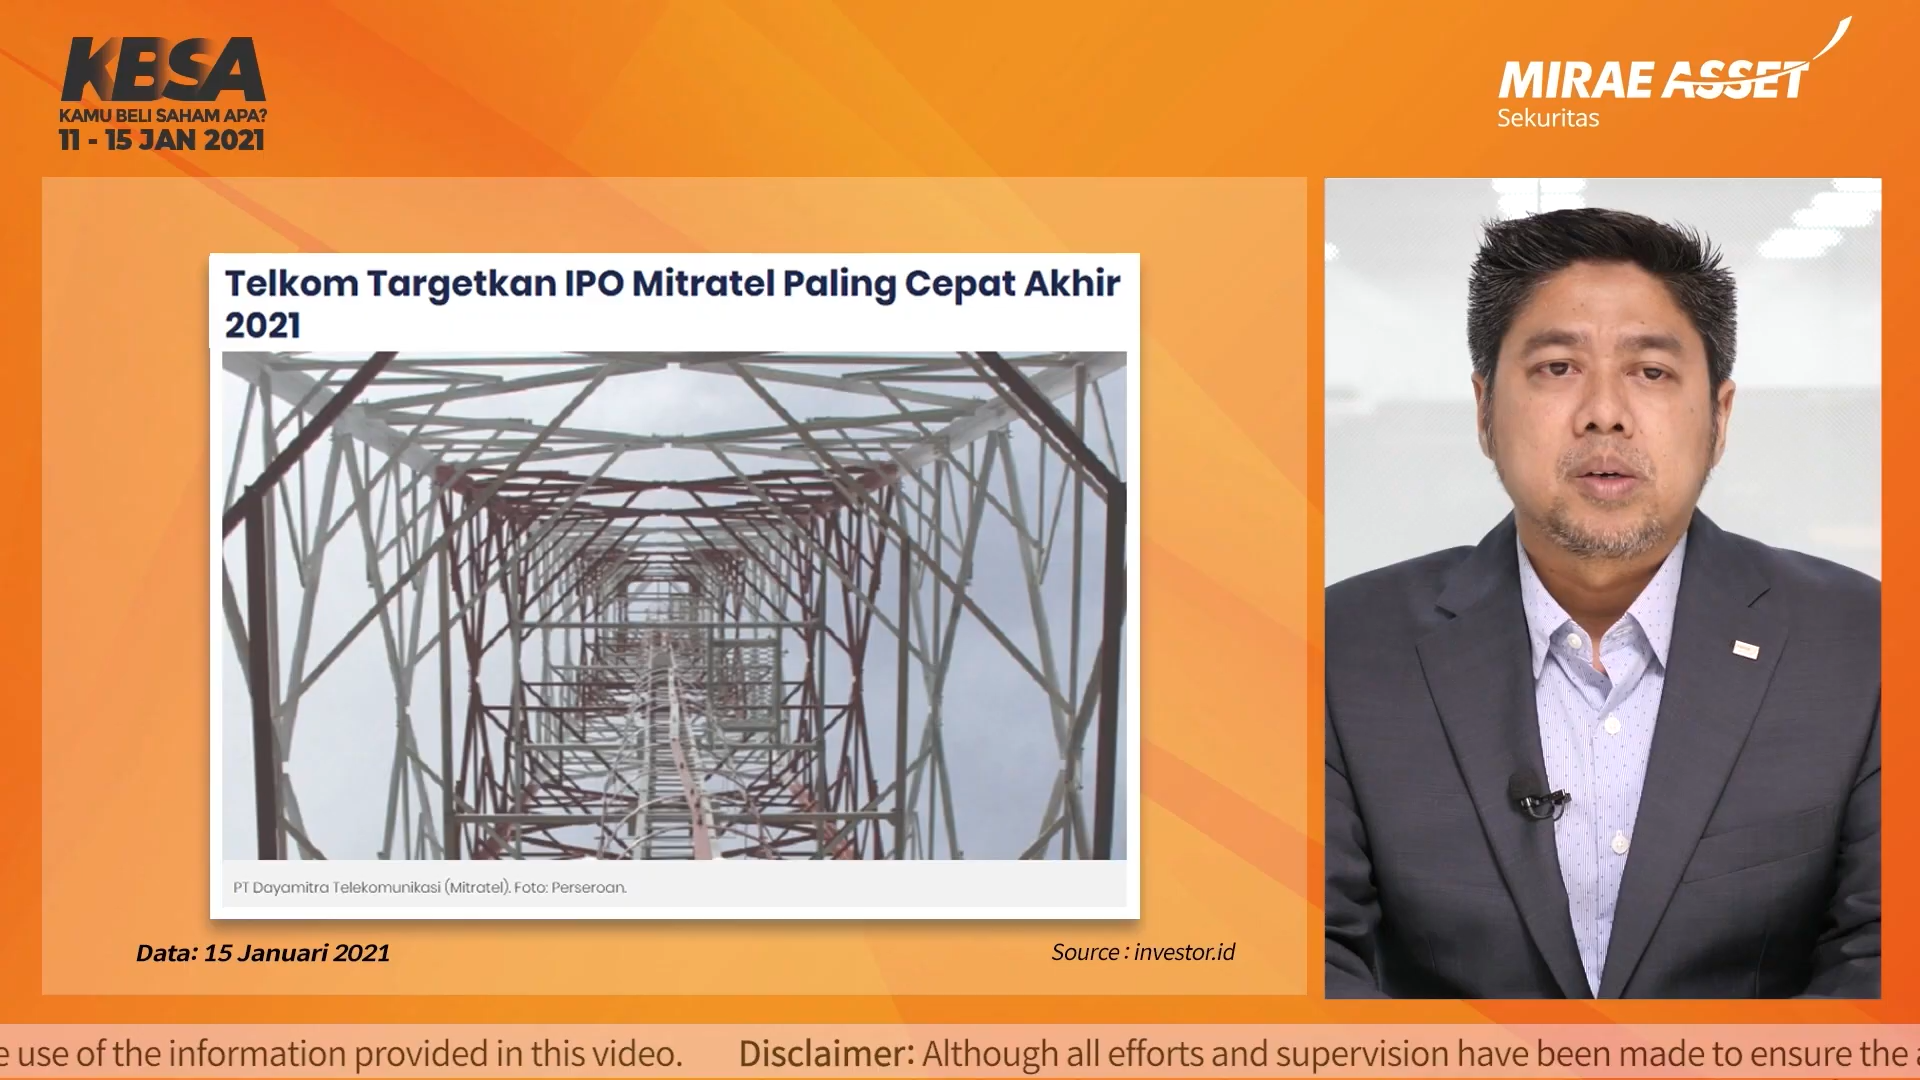 KBSA
KAMU BELI SAHAM APA?
11 - 15 JAN 2021
MIRAE ASSET
Sekuritas
Telkom Targetkan IPO Mitratel Paling Cepat Akhir
2021
PT Dayamitra Telekomunikasi (Mitratel). Foto: Perseroan.
Data: 15 Januari 2021
Source : investor.id
use of the information provided in this video. Disclaimer: Although all efforts and supervision have been made to ensure the